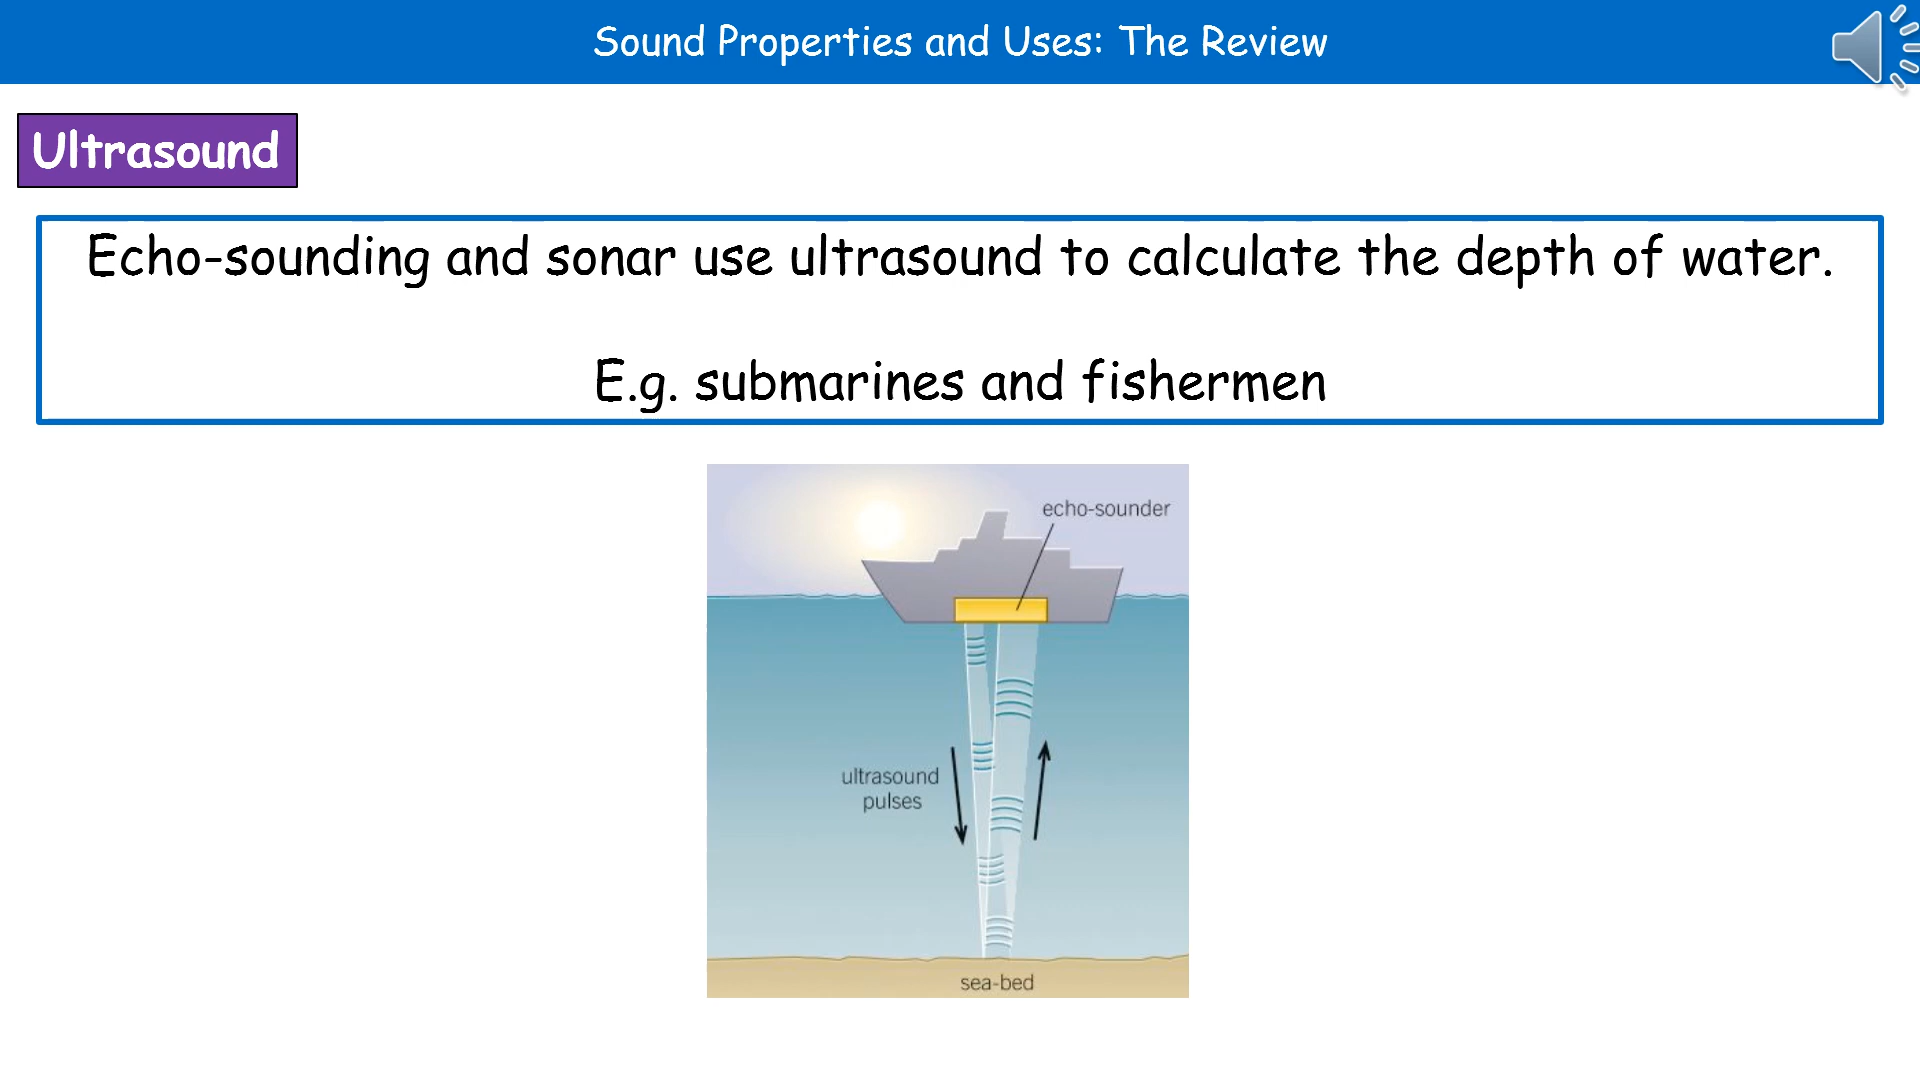 Sound Properties and Uses: The Review
Ultrasound
Echo-sounding and sonar use ultrasound to calculate the depth of water.
E.g. submarines and fishermen
echo-sounder
ultrasound
pulses
sea-bed